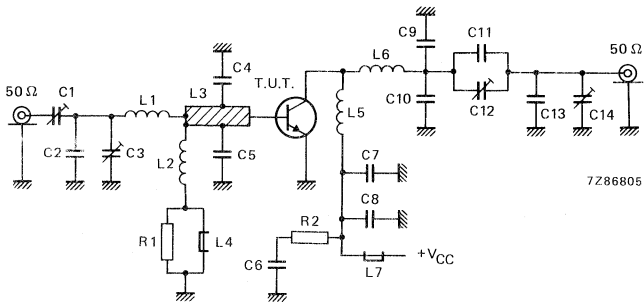 C9
C11
50 Ω
C4
L6
50 Ω
C1
L1
L3
T.U.T.
C10
C12
L5
C13
C14
C2
C3
C5
L2
C7
7Z86805
C8
R1
L4
R2
C6
L7
+VCC